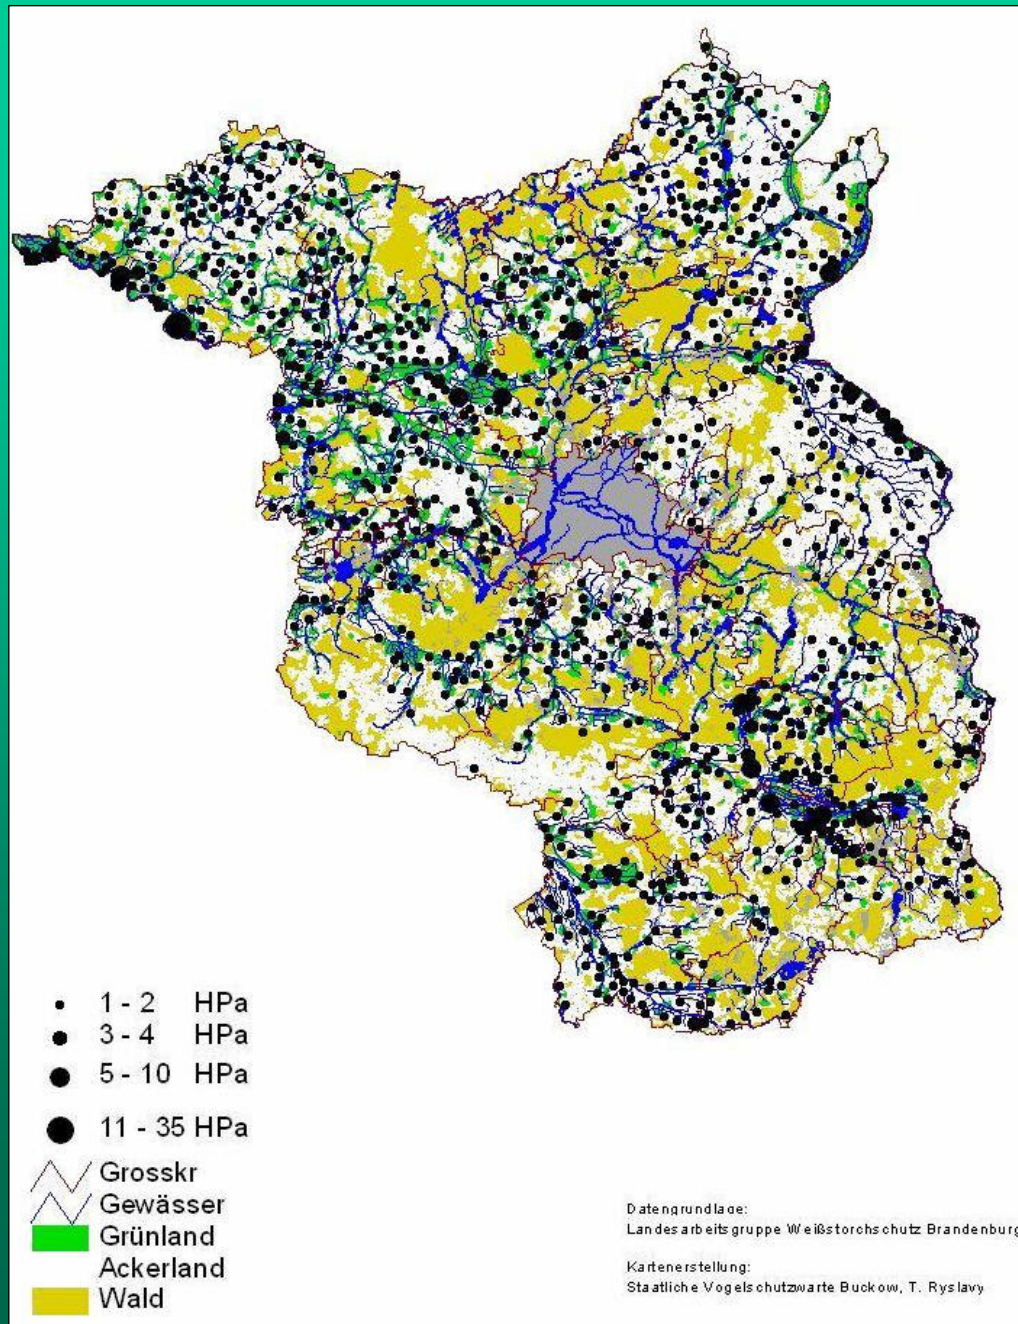 1 - 2 HPa
3 - 4 HPa
5 - 10 HPa
11 - 35 HPa
Grosskr
Gewässer
Grünland
Ackerland
Wald
Datengrundlage:
Landesarbeitsgruppe Weißstorchschutz Brandenburg
Kartenerstellung:
Staatliche Vogelschutzwarte Buckow, T. Ryslavy